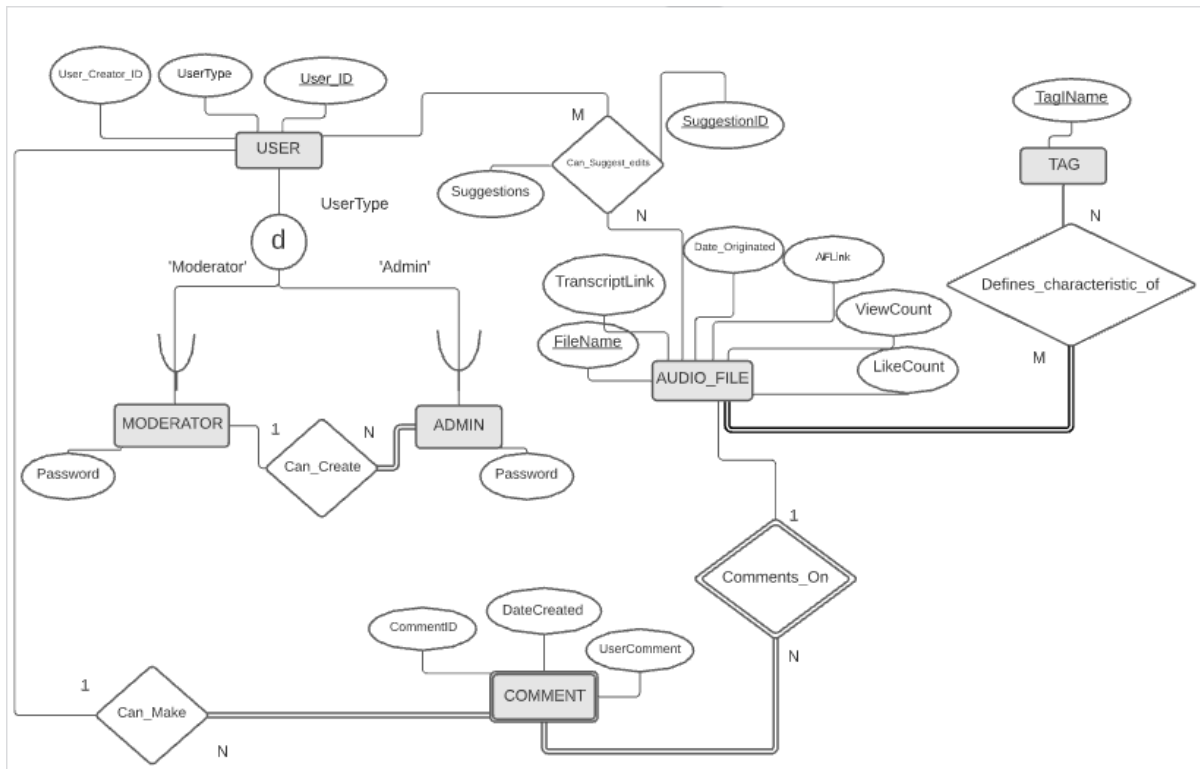 User_Creator_ID
UserType
User_ID
USER
M
Can_Suggest_edits
SuggestionID
Suggestions
N
TagIName
TAG
N
Defines_characteristic_of
M
UserType
d
'Moderator'
'Admin'
Date_Originated
AFLink
TranscriptLink
ViewCount
FileName
LikeCount
AUDIO_FILE
MODERATOR
1
Can_Create
N
ADMIN
Password
Password
1
Comments_On
N
CommentID
DateCreated
UserComment
COMMENT
1
Can_Make
N